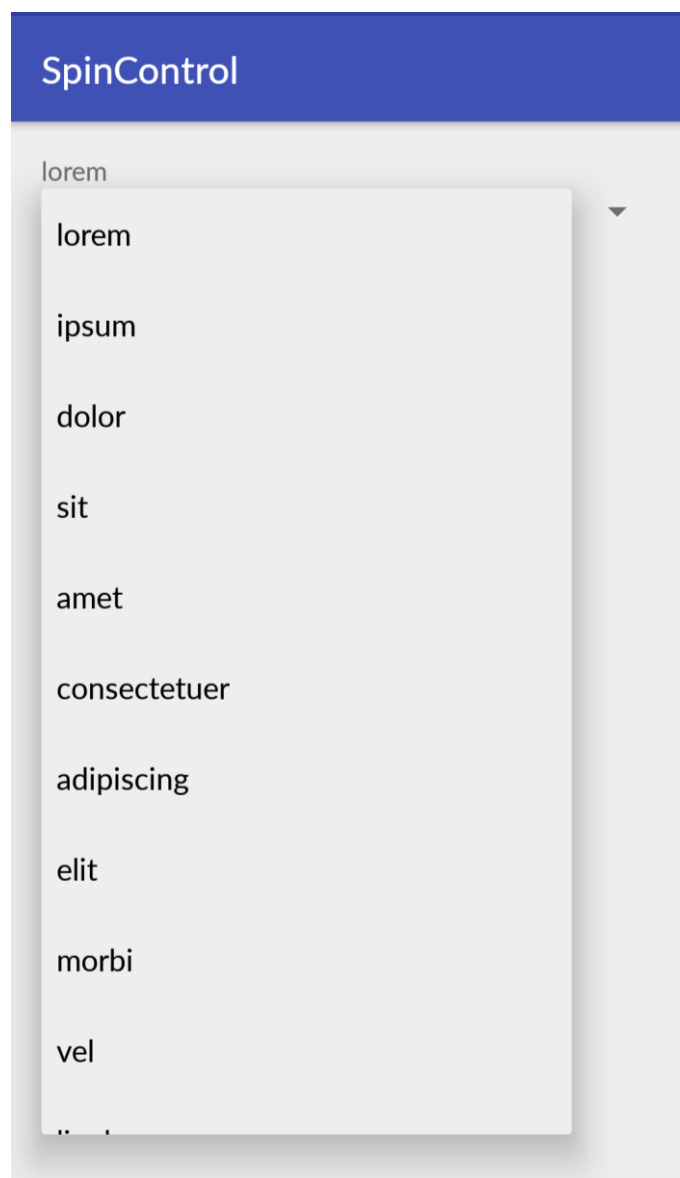 SpinControl
lorem
lorem
ipsum
dolor
sit
amet
consectetuer
adipiscing
elit
morbi
vel